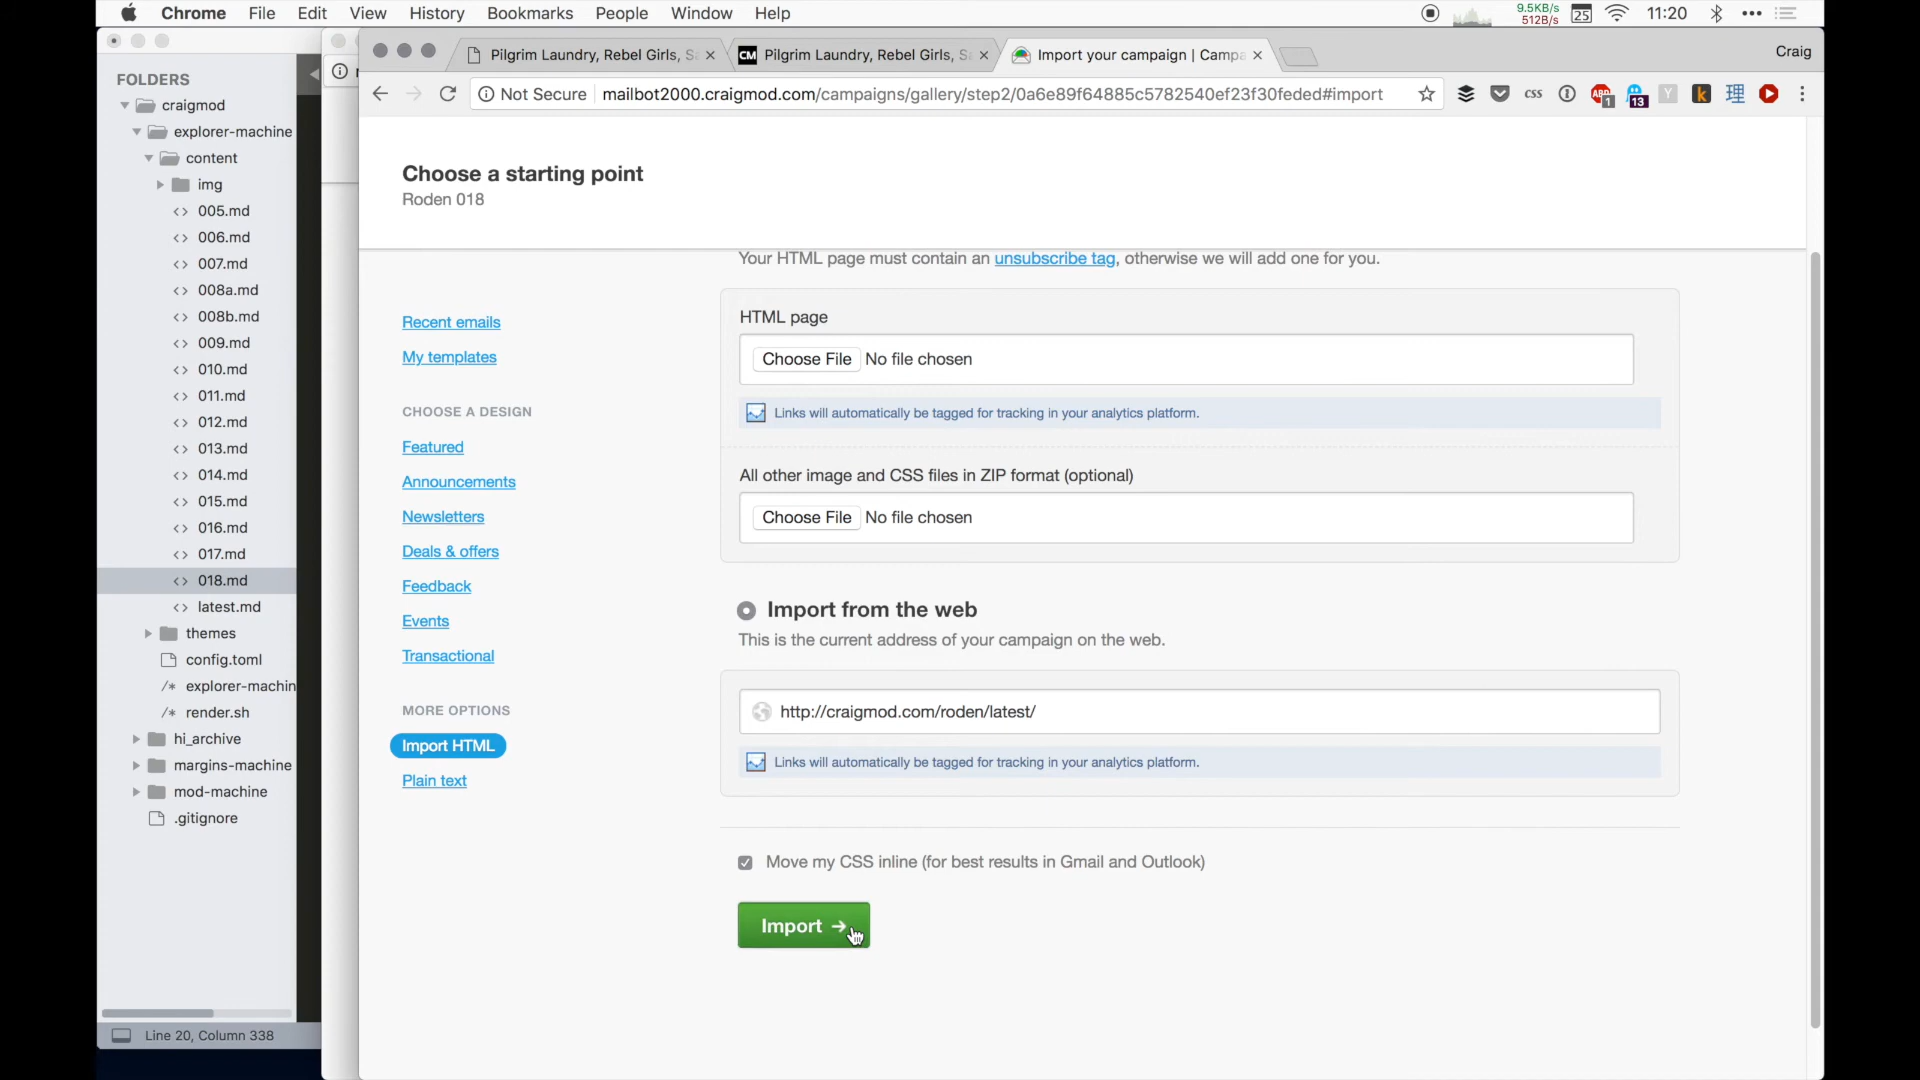 Chrome File Edit View History Bookmarks People Window Help
9.5KB/s
512B/s
25
11:20
FOLDERS
craigmod
explorer-machine
content
img
005.md
006.md
007.md
008a.md
008b.md
009.md
010.md
011.md
012.md
013.md
014.md
015.md
016.md
017.md
018.md
latest.md
themes
config.toml
/* explorer-machin
/* render.sh
hi_archive
margins-machine
mod-machine
.gitignore
Line 20, Column 338
Pilgrim Laundry, Rebel Girls, S
CM Pilgrim Laundry, Rebel Girls, S
Import your campaign | Campa
Craig
Not Secure mailbot2000.craigmod.com/campaigns/gallery/step2/0a6e89f64885c5782540ef23f30feded#import
css
ABP
1
13
Y
k
理
Choose a starting point
Roden 018
Recent emails
My templates
CHOOSE A DESIGN
Featured
Announcements
Newsletters
Deals & offers
Feedback
Events
Transactional
MORE OPTIONS
Import HTML
Plain text
Your HTML page must contain an unsubscribe tag, otherwise we will add one for you.
HTML page
Choose File No file chosen
Links will automatically be tagged for tracking in your analytics platform.
All other image and CSS files in ZIP format (optional)
Choose File No file chosen
Import from the web
This is the current address of your campaign on the web.
http://craigmod.com/roden/latest/
Links will automatically be tagged for tracking in your analytics platform.
Move my CSS inline (for best results in Gmail and Outlook)
Import →